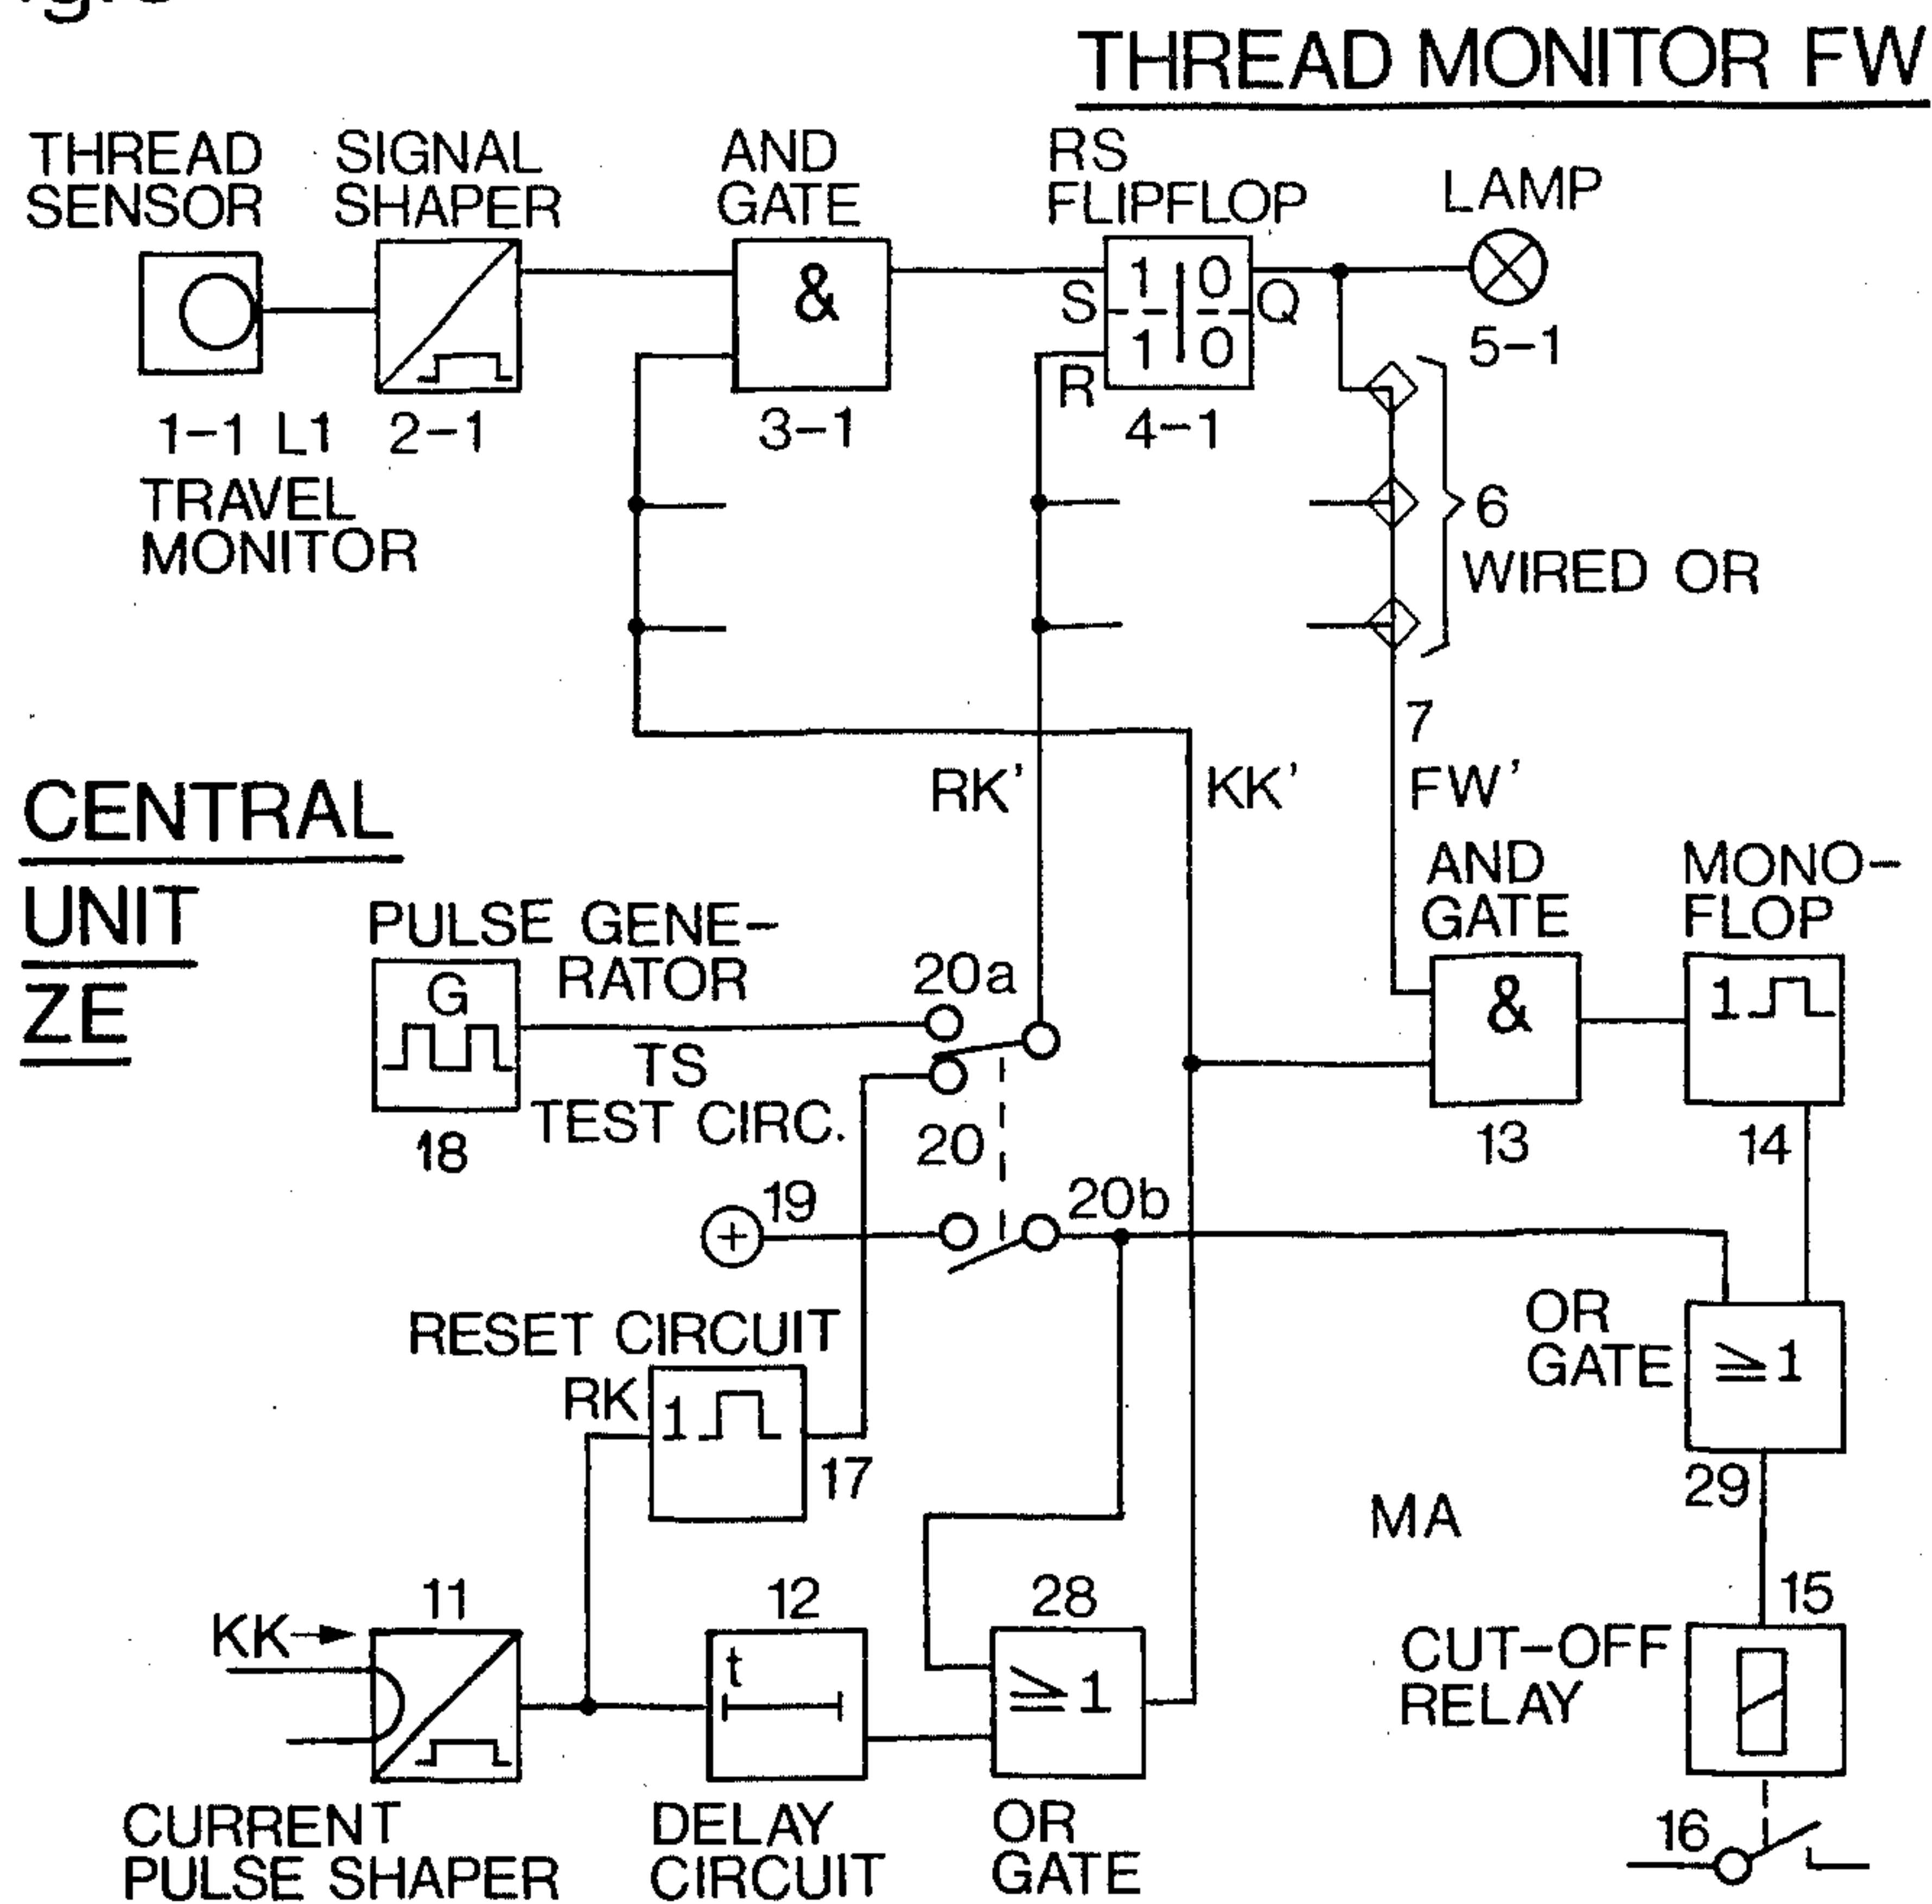 THREAD MONITOR FW
THREAD
SENSOR
SIGNAL
SHAPER
AND
GATE
RS
FLIPFLOP
LAMP
&
S
1 0
1 0
Q
R
5-1
1-1 L1
2-1
3-1
4-1
TRAVEL
MONITOR
6
WIRED OR
7
RK'
KK'
FW'
CENTRAL
UNIT
ZE
PULSE GENE-
RATOR
G
TS
TEST CIRC.
18
20a
20
AND
GATE
MONO-
FLOP
&
1
13
14
+
19
20b
RESET CIRCUIT
RK
1
17
OR
GATE
≥1
29
MA
KK
11
12
t
28
≥1
15
CUT-OFF
RELAY
16
CURRENT
PULSE SHAPER
DELAY
CIRCUIT
OR
GATE